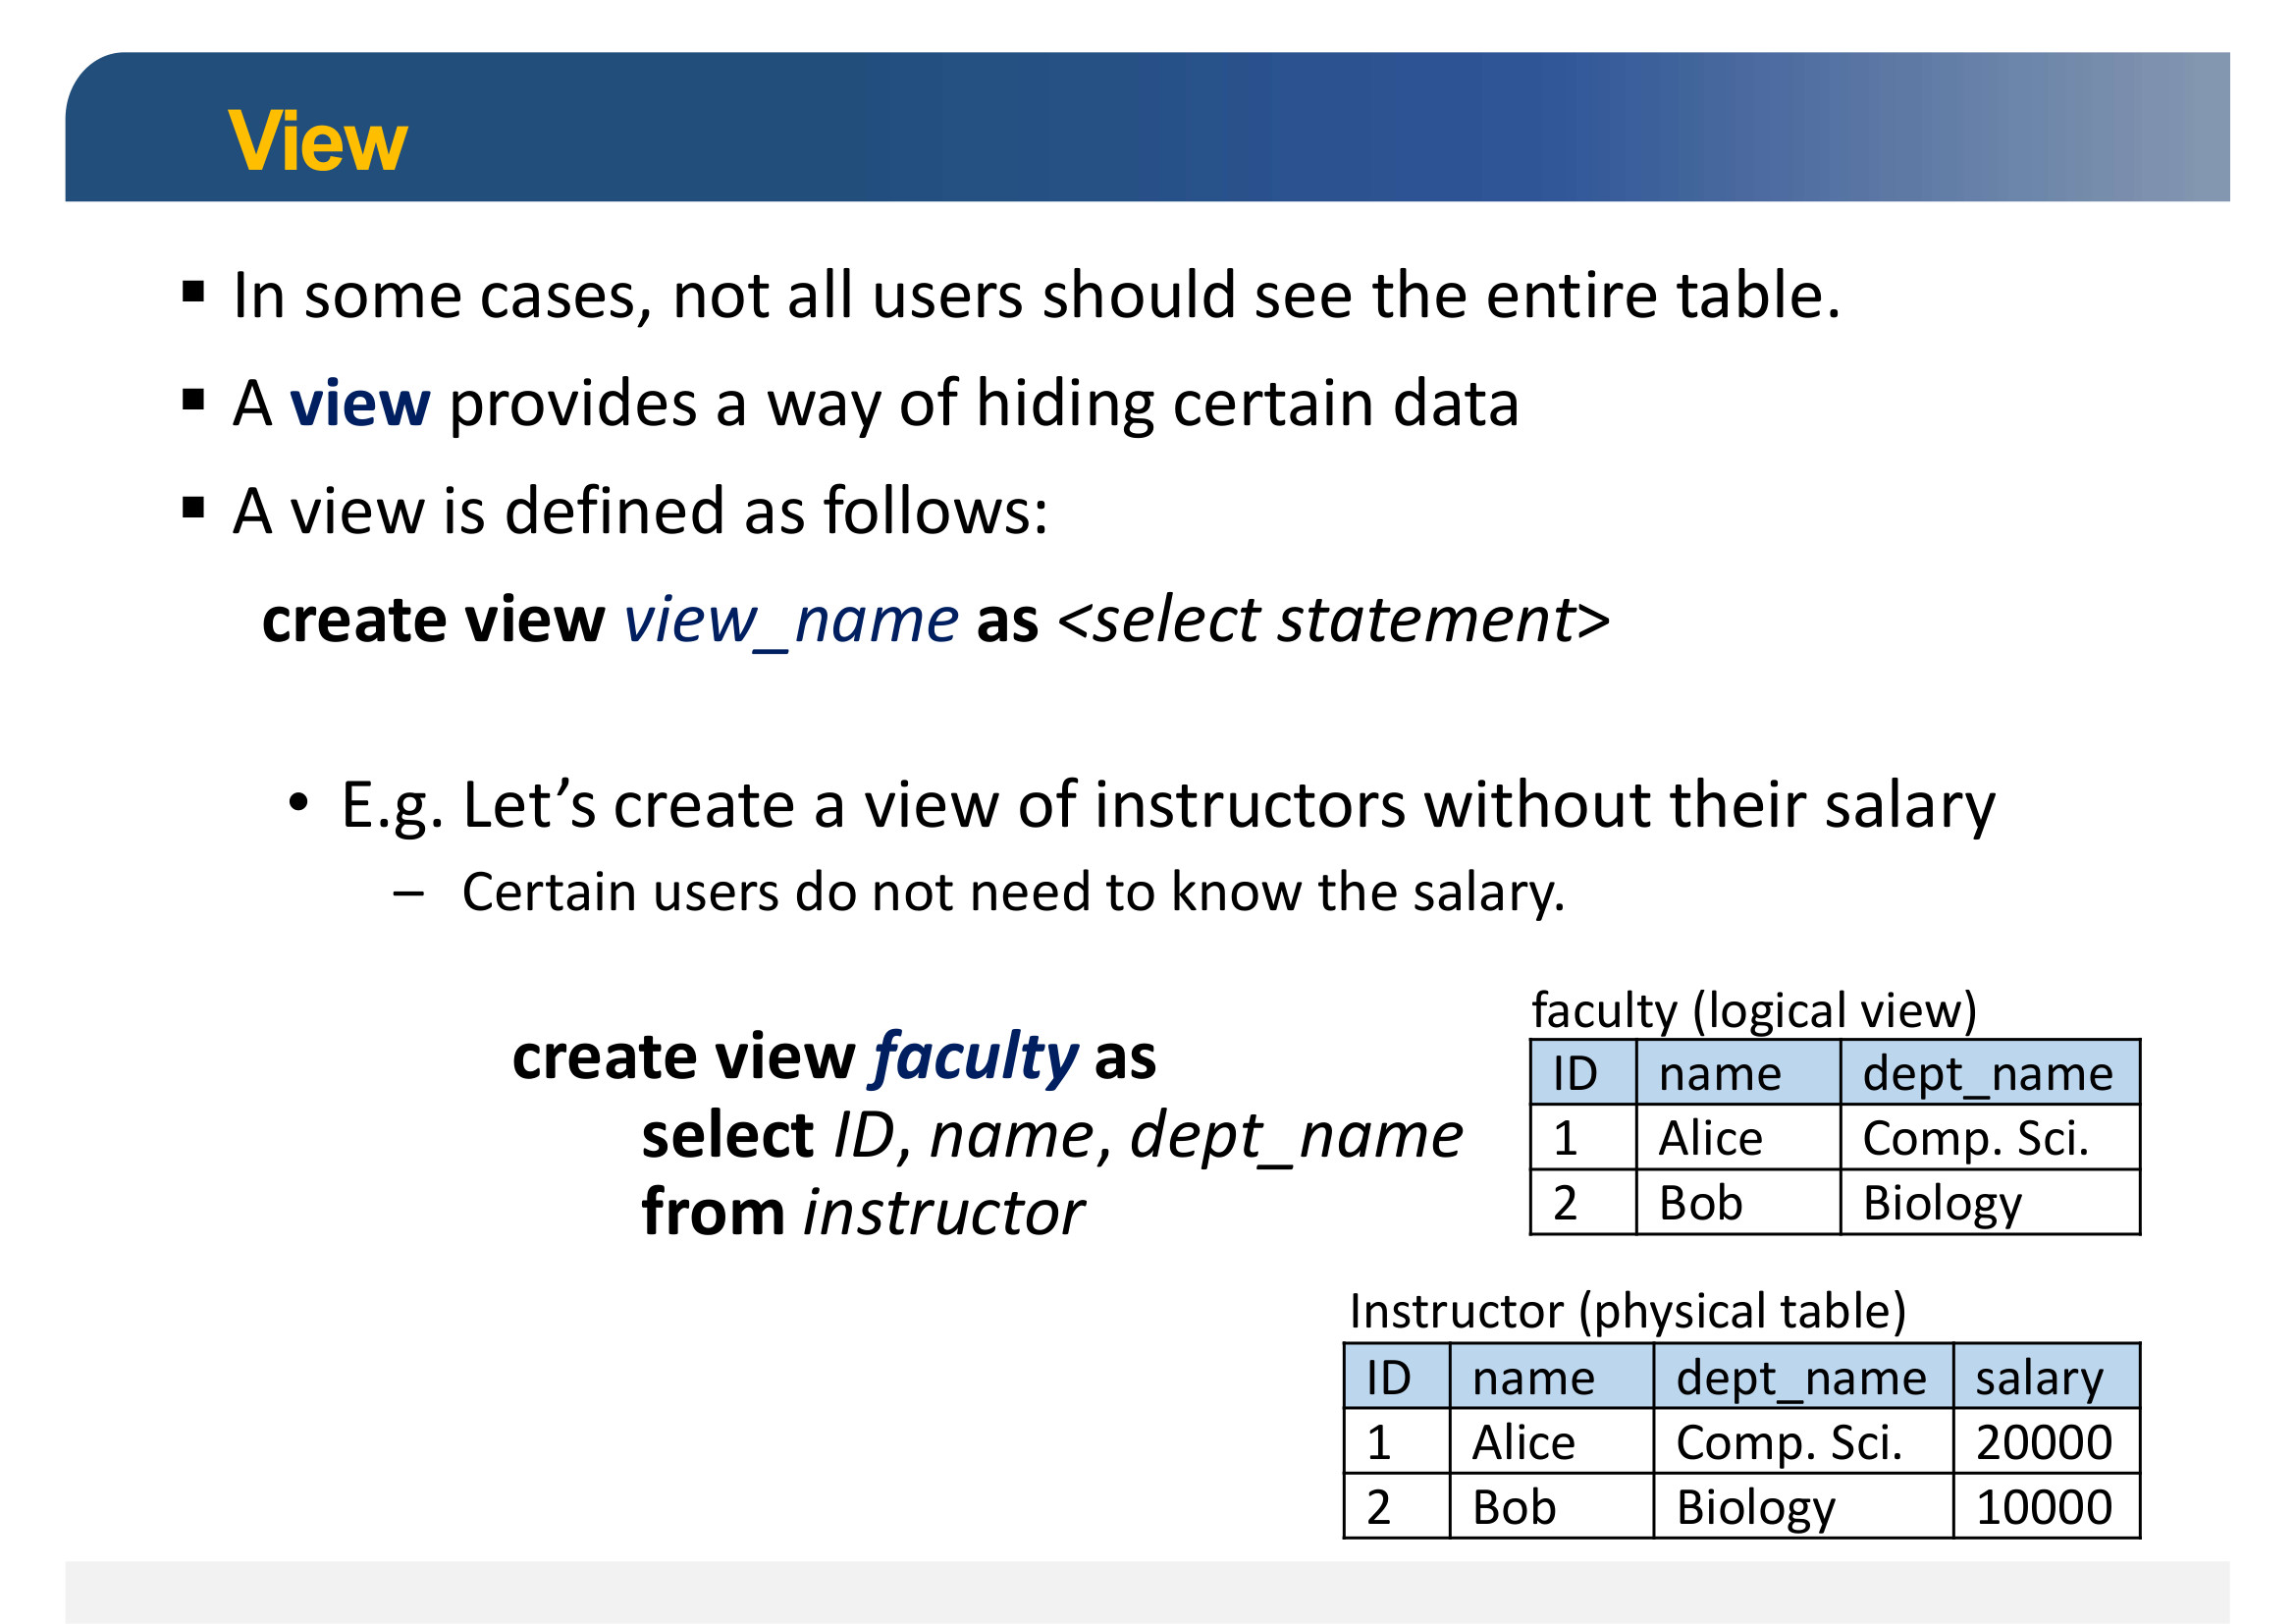 View
▪ In some cases, not all users should see the entire table.
▪ A view provides a way of hiding certain data
▪ A view is defined as follows:
create view view_name as <select statement>
• E.g. Let’s create a view of instructors without their salary
– Certain users do not need to know the salary.
create view faculty as
select ID, name, dept_name
from instructor
faculty (logical view)
ID name dept_name
1 Alice Comp. Sci.
2 Bob Biology
Instructor (physical table)
ID name dept_name salary
1 Alice Comp. Sci. 20000
2 Bob Biology 10000